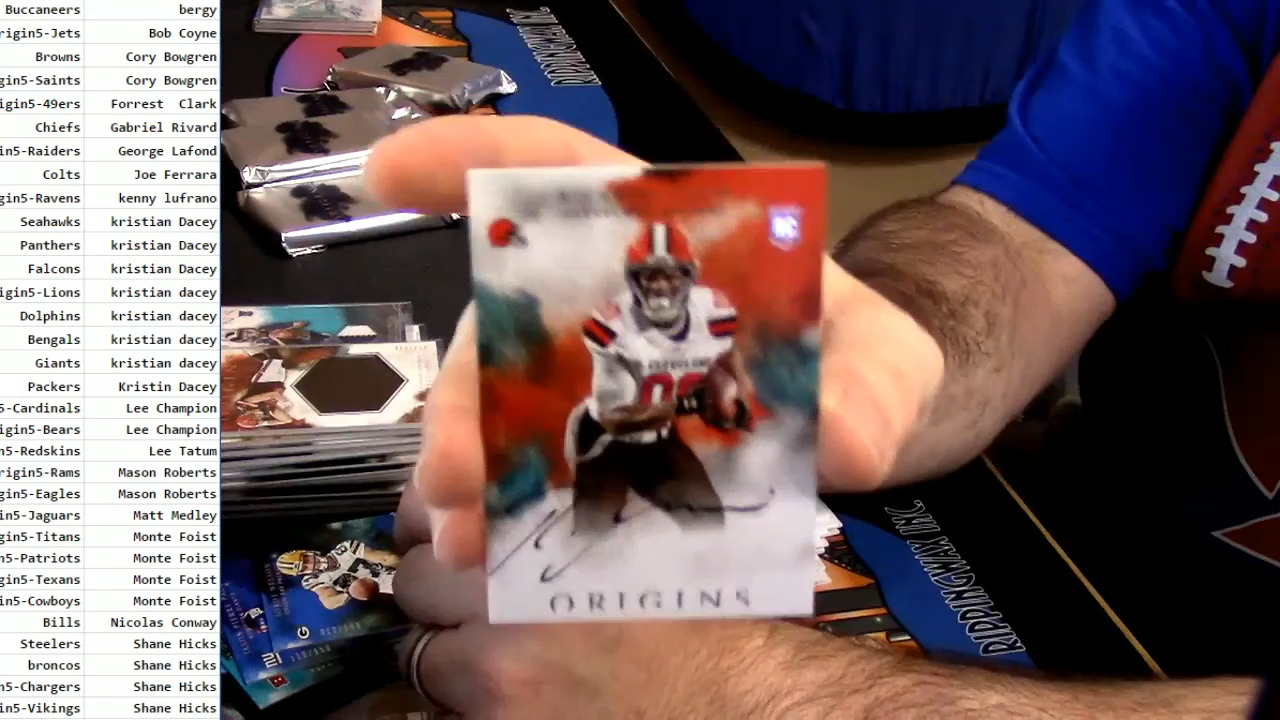 Buccaneers bergy
rigin5-Jets Bob Coyne
Browns Cory Bowgren
gin5-Saints Cory Bowgren
igin5-49ers Forrest Clark
Chiefs Gabriel Rivard
in5-Raiders George Lafond
Colts Joe Ferrara
in5-Ravens kenny lufrano
Seahawks kristian Dacey
Panthers kristian Dacey
Falcons kristian Dacey
igin5-Lions kristian dacey
Dolphins kristian dacey
Bengals kristian dacey
Giants kristian dacey
Packers Kristin Dacey
5-Cardinals Lee Champion
igin5-Bears Lee Champion
n5-Redskins Lee Tatum
rigin5-Rams Mason Roberts
gin5-Eagles Mason Roberts
in5-Jaguars Matt Medley
gin5-Titans Monte Foist
n5-Patriots Monte Foist
gin5-Texans Monte Foist
in5-Cowboys Monte Foist
Bills Nicolas Conway
Steelers Shane Hicks
broncos Shane Hicks
n5-Chargers Shane Hicks
in5-Vikings Shane Hicks
RIPPINGWAX INC.
RC
CLEVELAND
ORIGINS
RIPPINGWAX INC.
G